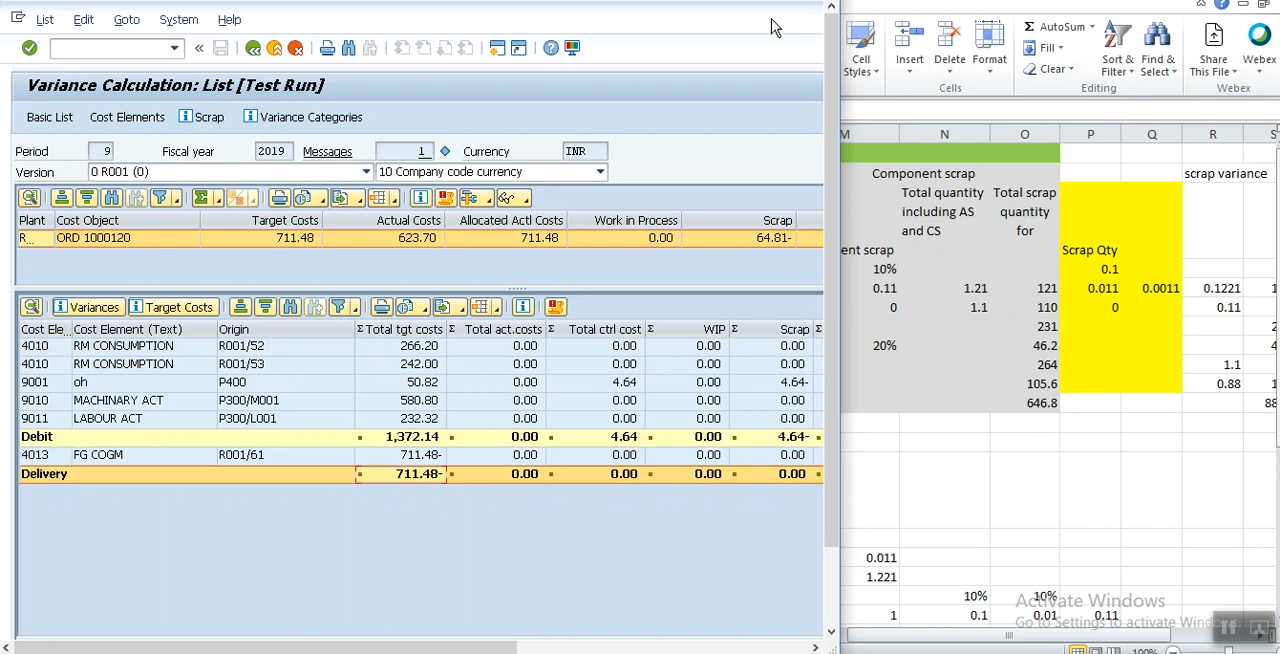 List Edit Goto System Help
Variance Calculation: List [Test Run]
Basic List Cost Elements Scrap Variance Categories
Period 9 Fiscal year 2019 Messages 1 Currency INR
Version 0 R001 (0) 10 Company code currency
Plant Cost Object Target Costs Actual Costs Allocated Actl Costs Work in Process Scrap
R... ORD 1000120 711.48 623.70 711.48 0.00 64.81-
Variances Target Costs
Cost Ele... Cost Element (Text) Origin Σ Total tgt costs Σ Total act.costs Σ Total ctrl cost Σ WIP Σ Scrap Σ
4010 RM CONSUMPTION R001/52 266.20 0.00 0.00 0.00 0.00
4010 RM CONSUMPTION R001/53 242.00 0.00 0.00 0.00 0.00
9001 oh P400 50.82 0.00 4.64 0.00 4.64-
9010 MACHINARY ACT P300/M001 580.80 0.00 0.00 0.00 0.00
9011 LABOUR ACT P300/L001 232.32 0.00 0.00 0.00 0.00
Debit 1,372.14 0.00 4.64 0.00 4.64-
4013 FG COGM R001/61 711.48- 0.00 0.00 0.00 0.00
Delivery 711.48- 0.00 0.00 0.00 0.00
Cell Styles Insert Delete Format Σ AutoSum Fill Clear Sort & Filter Find & Select Share This File Webex
Cells Editing Webex
M N O P Q R S
Component scrap scrap variance
Total quantity including AS and CS Total scrap quantity for
ent scrap Scrap Qty
10% 0.1
0.11 1.21 121 0.011 0.0011 0.1221 1
0 1.1 110 0 0.11
231 2
20% 46.2 4
264 1.1
105.6 0.88 1
646.8 88
0.011
1.221
10% 10%
1 0.1 0.01 0.11
Activate Windows
Go to Settings to activate Windows.
100%